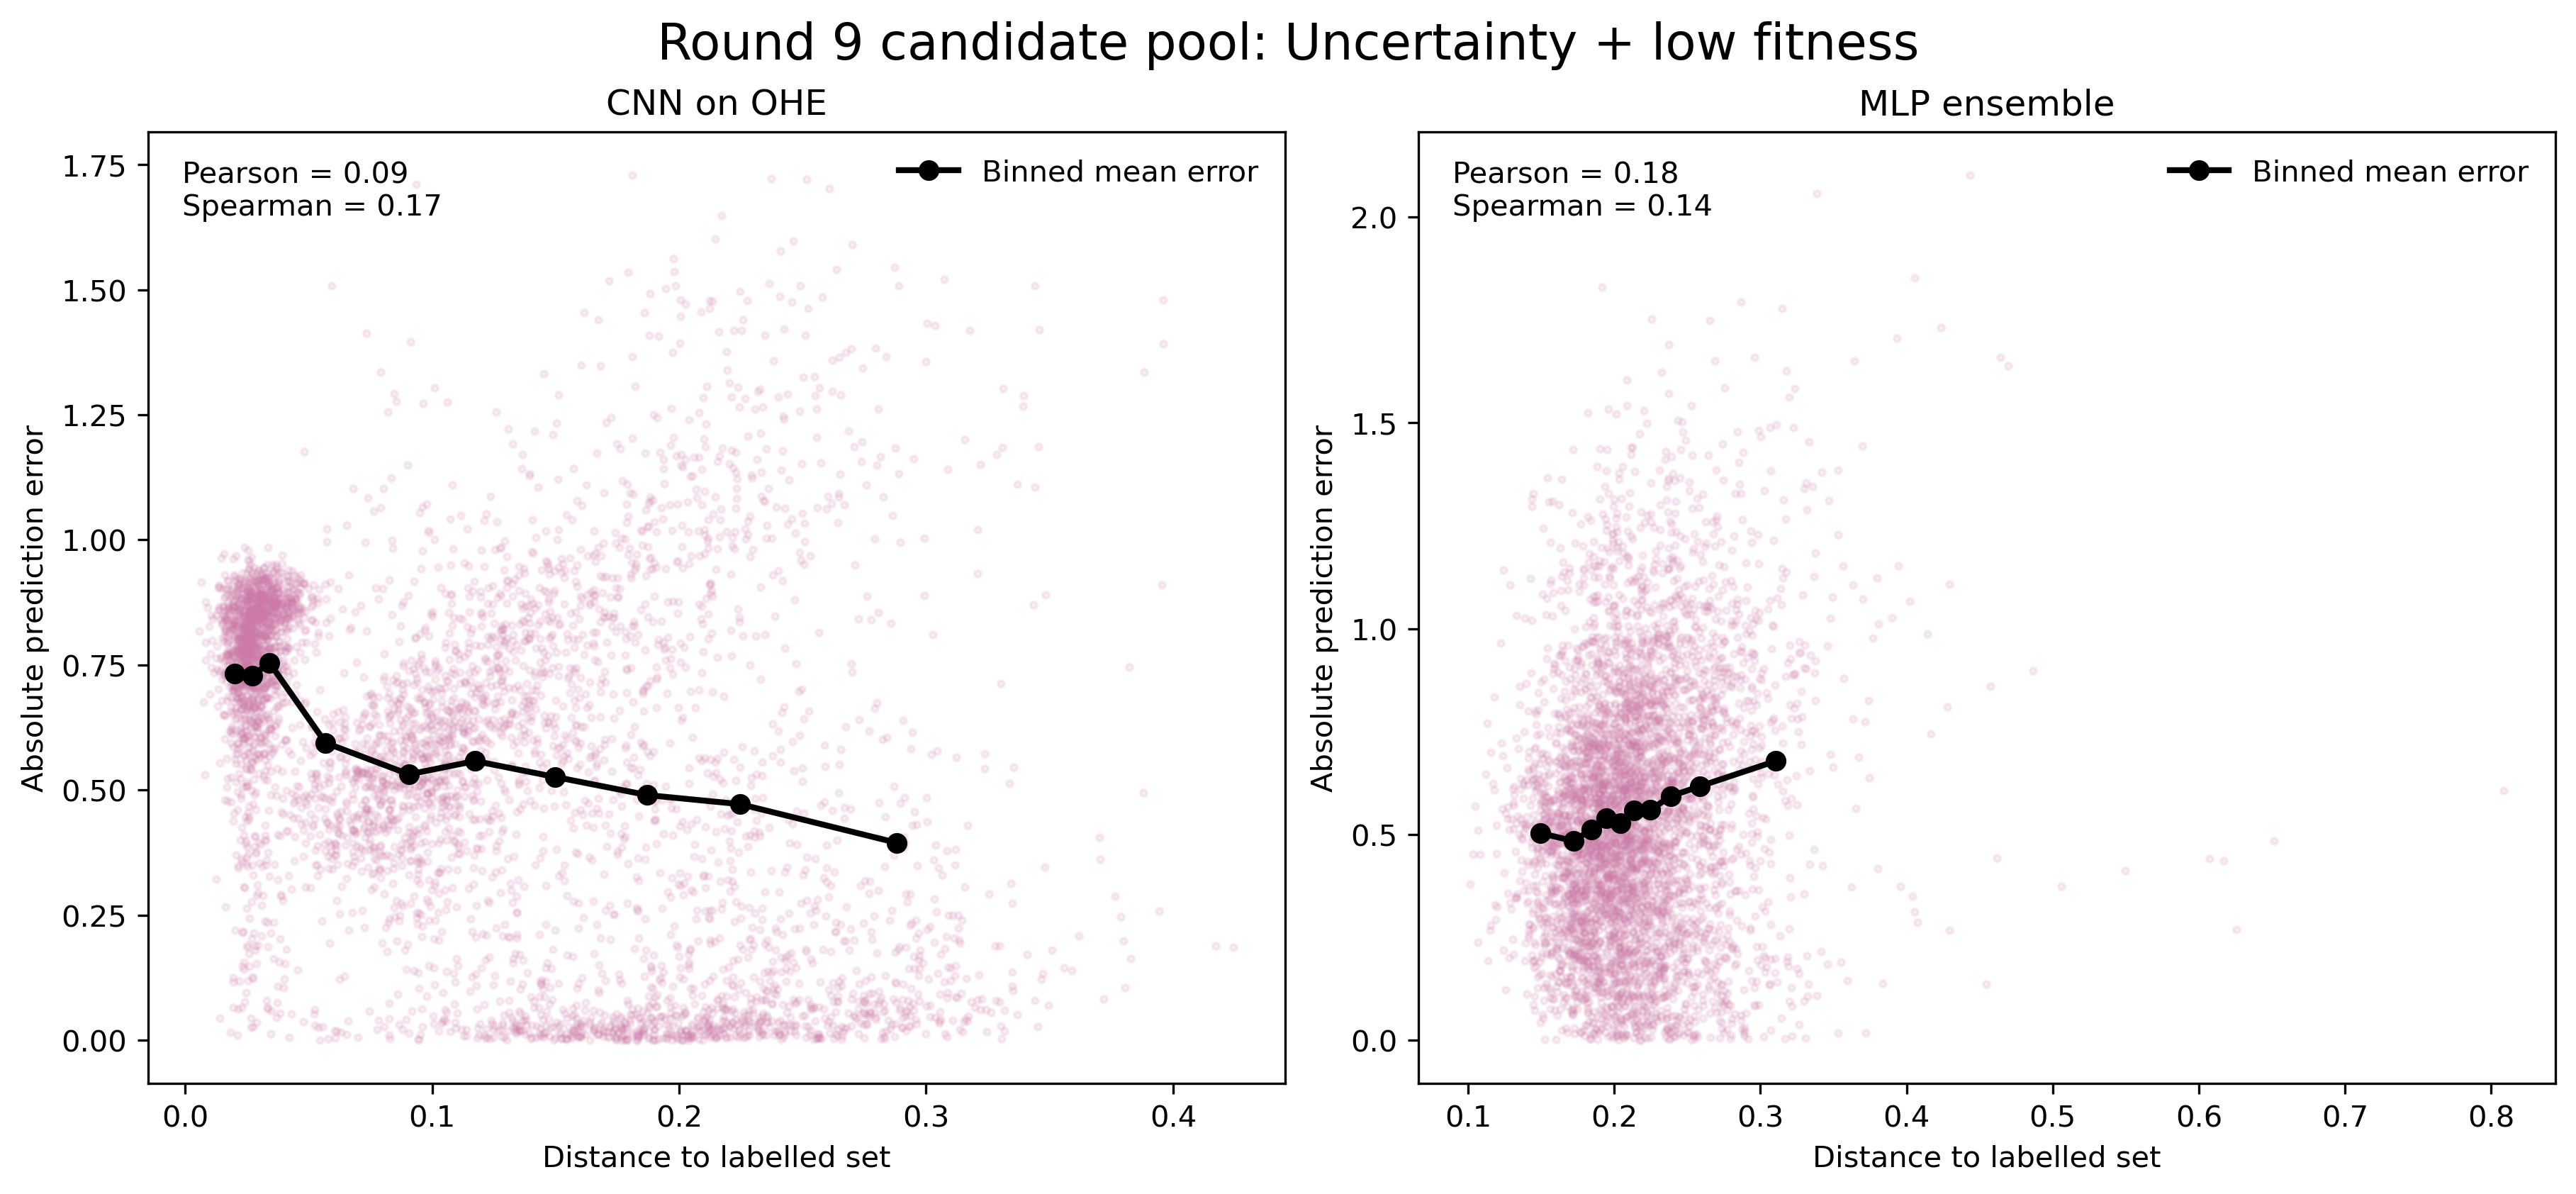 Round 9 candidate pool: Uncertainty + low fitness
CNN on OHE
Pearson = 0.09
Spearman = 0.17
Binned mean error
1.75
1.50
1.25
1.00
0.75
0.50
0.25
0.00
Absolute prediction error
0.0 0.1 0.2 0.3 0.4
Distance to labelled set
MLP ensemble
Pearson = 0.18
Spearman = 0.14
Binned mean error
2.0
1.5
1.0
0.5
0.0
Absolute prediction error
0.1 0.2 0.3 0.4 0.5 0.6 0.7 0.8
Distance to labelled set